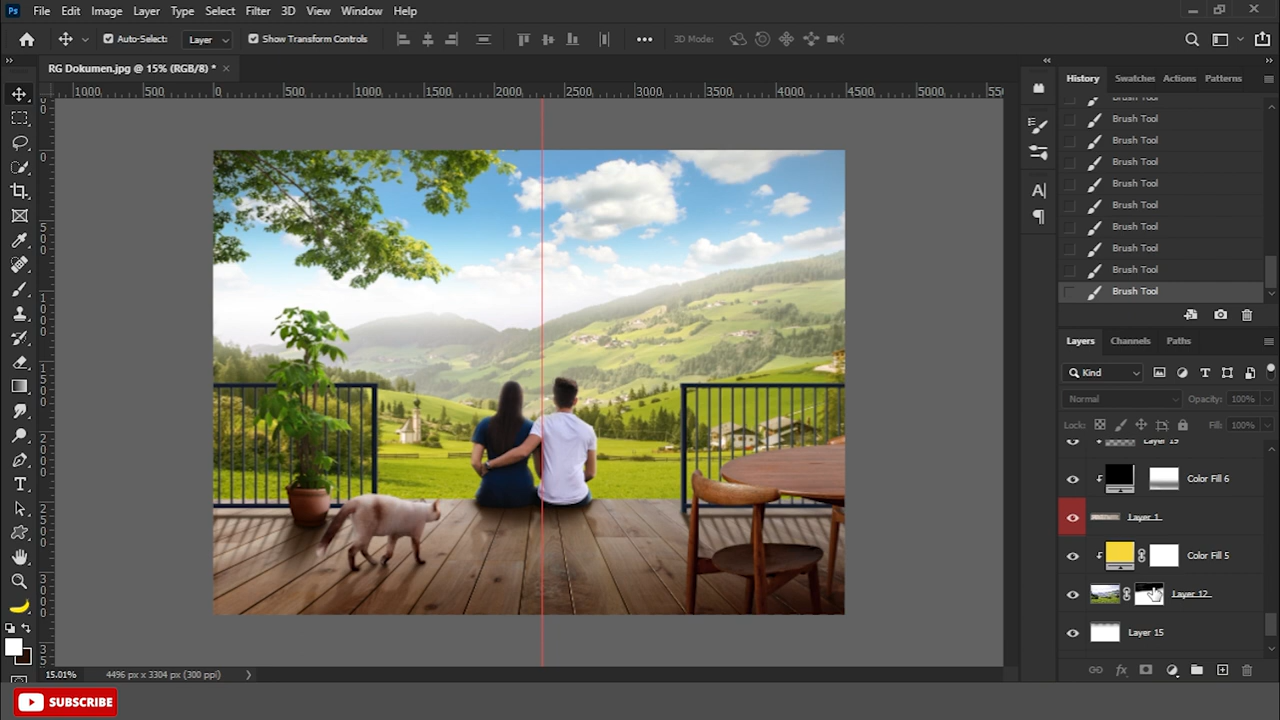 Ps File Edit Image Layer Type Select Filter 3D View Window Help
Auto-Select: Layer Show Transform Controls 3D Mode:
RG Dokumen.jpg @ 15% (RGB/8) * ×
1000 500 0 500 1000 1500 2000 2500 3000 3500 4000 4500 5000
History Swatches Actions Patterns
Brush Tool
Brush Tool
Brush Tool
Brush Tool
Brush Tool
Brush Tool
Brush Tool
Brush Tool
Brush Tool
Brush Tool
Layers Channels Paths
Kind
Normal Opacity: 100%
Lock: Fill: 100%
Layer 19
Color Fill 6
Layer 1
Color Fill 5
Layer 12
Layer 15
15.01% 4496 px x 3304 px (300 ppi)
SUBSCRIBE